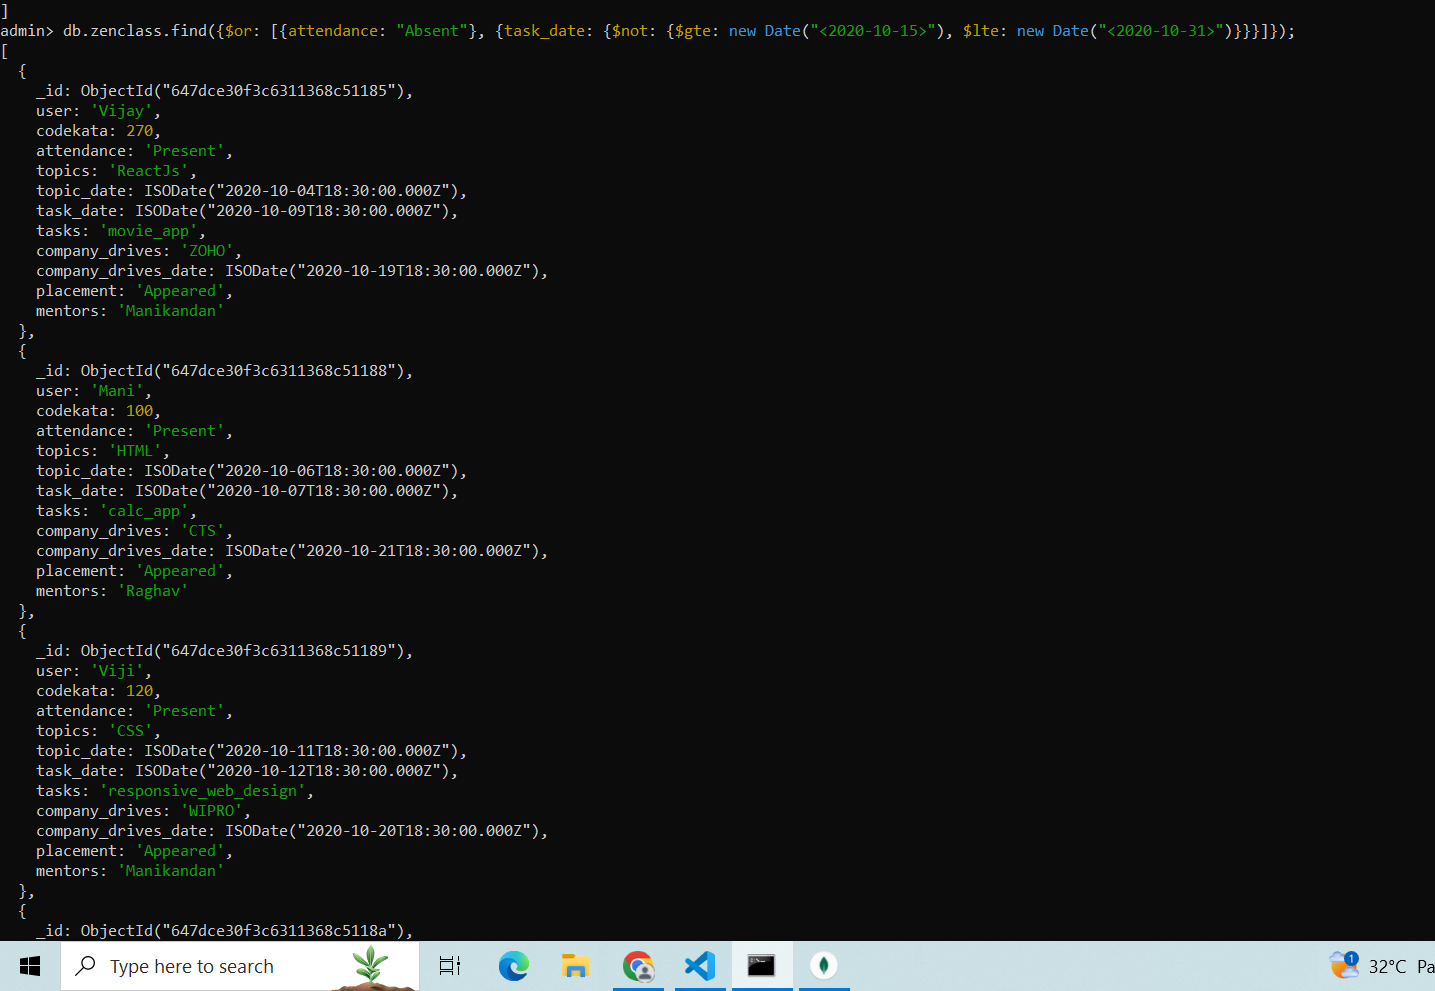 ]
admin> db.zenclass.find({$or: [{attendance: "Absent"}, {task_date: {$not: {$gte: new Date("<2020-10-15>"), $lte: new Date("<2020-10-31>")}}}]});
[
  {
    _id: ObjectId("647dce30f3c6311368c51185"),
    user: 'Vijay',
    codekata: 270,
    attendance: 'Present',
    topics: 'ReactJs',
    topic_date: ISODate("2020-10-04T18:30:00.000Z"),
    task_date: ISODate("2020-10-09T18:30:00.000Z"),
    tasks: 'movie_app',
    company_drives: 'ZOHO',
    company_drives_date: ISODate("2020-10-19T18:30:00.000Z"),
    placement: 'Appeared',
    mentors: 'Manikandan'
  },
  {
    _id: ObjectId("647dce30f3c6311368c51188"),
    user: 'Mani',
    codekata: 100,
    attendance: 'Present',
    topics: 'HTML',
    topic_date: ISODate("2020-10-06T18:30:00.000Z"),
    task_date: ISODate("2020-10-07T18:30:00.000Z"),
    tasks: 'calc_app',
    company_drives: 'CTS',
    company_drives_date: ISODate("2020-10-21T18:30:00.000Z"),
    placement: 'Appeared',
    mentors: 'Raghav'
  },
  {
    _id: ObjectId("647dce30f3c6311368c51189"),
    user: 'Viji',
    codekata: 120,
    attendance: 'Present',
    topics: 'CSS',
    topic_date: ISODate("2020-10-11T18:30:00.000Z"),
    task_date: ISODate("2020-10-12T18:30:00.000Z"),
    tasks: 'responsive_web_design',
    company_drives: 'WIPRO',
    company_drives_date: ISODate("2020-10-20T18:30:00.000Z"),
    placement: 'Appeared',
    mentors: 'Manikandan'
  },
  {
    _id: ObjectId("647dce30f3c6311368c5118a"),
Type here to search
1
32°C Pa